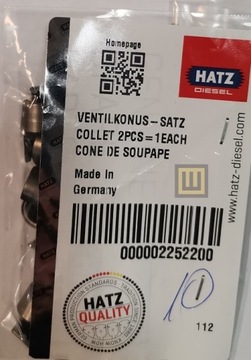 Homepage
HATZ
DIESEL
VENTILKONUS-SATZ
COLLET 2PCS=1EACH
CONE DE SOUPAPE
Made In
Germany
www.hatz-diesel.com
000002252200
HATZ
QUALITY
10
112